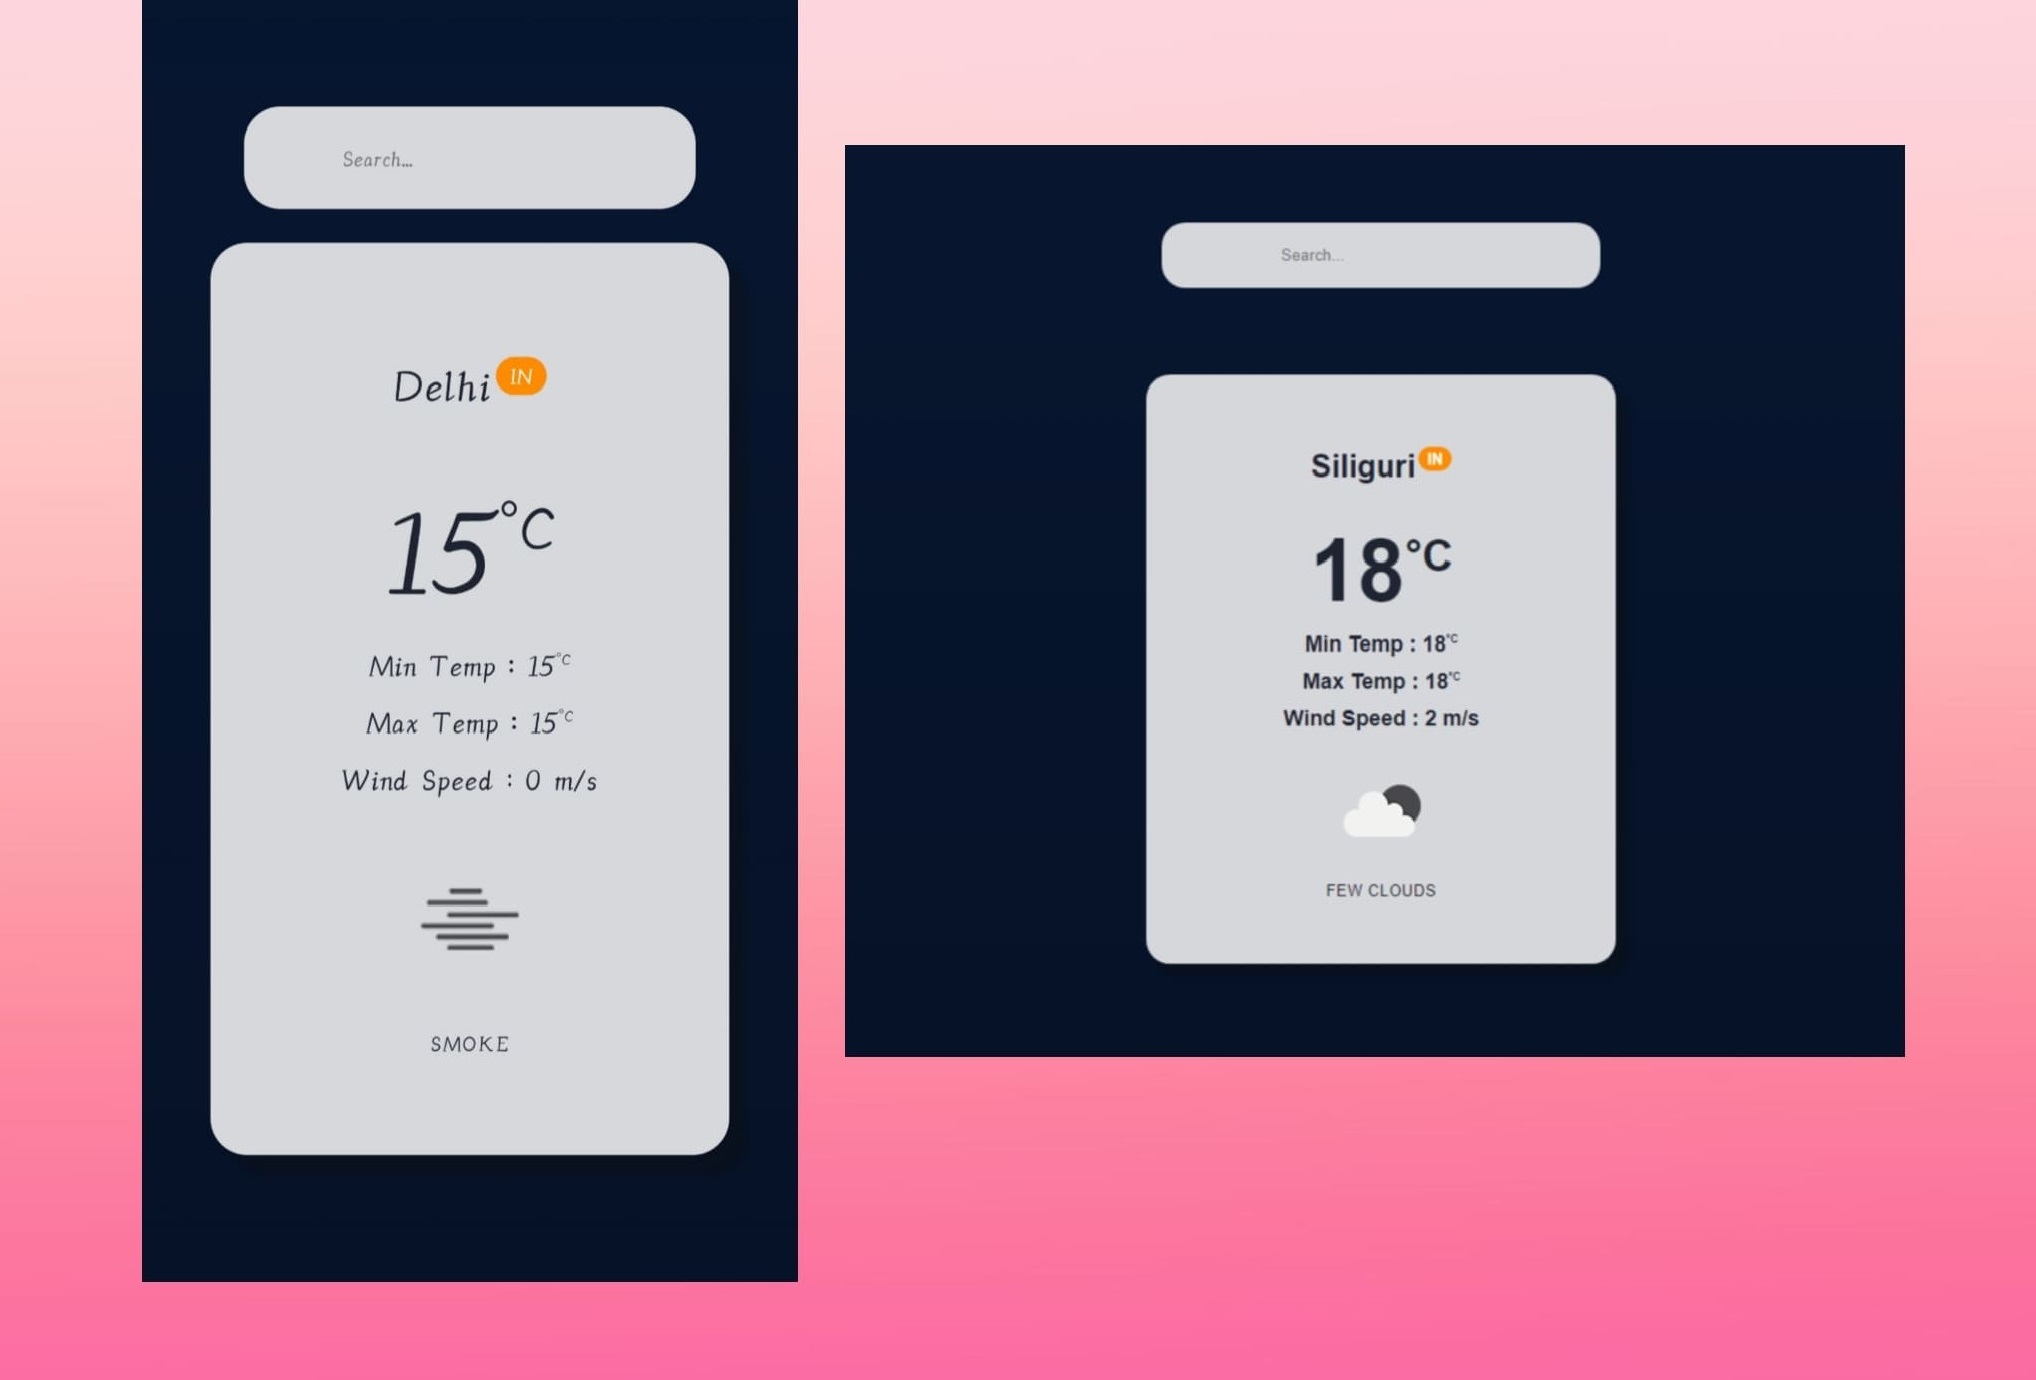 Search...
Delhi IN
15°C
Min Temp : 15°C
Max Temp : 15°C
Wind Speed : 0 m/s
SMOKE
Search...
Siliguri IN
18°C
Min Temp : 18°C
Max Temp : 18°C
Wind Speed : 2 m/s
FEW CLOUDS